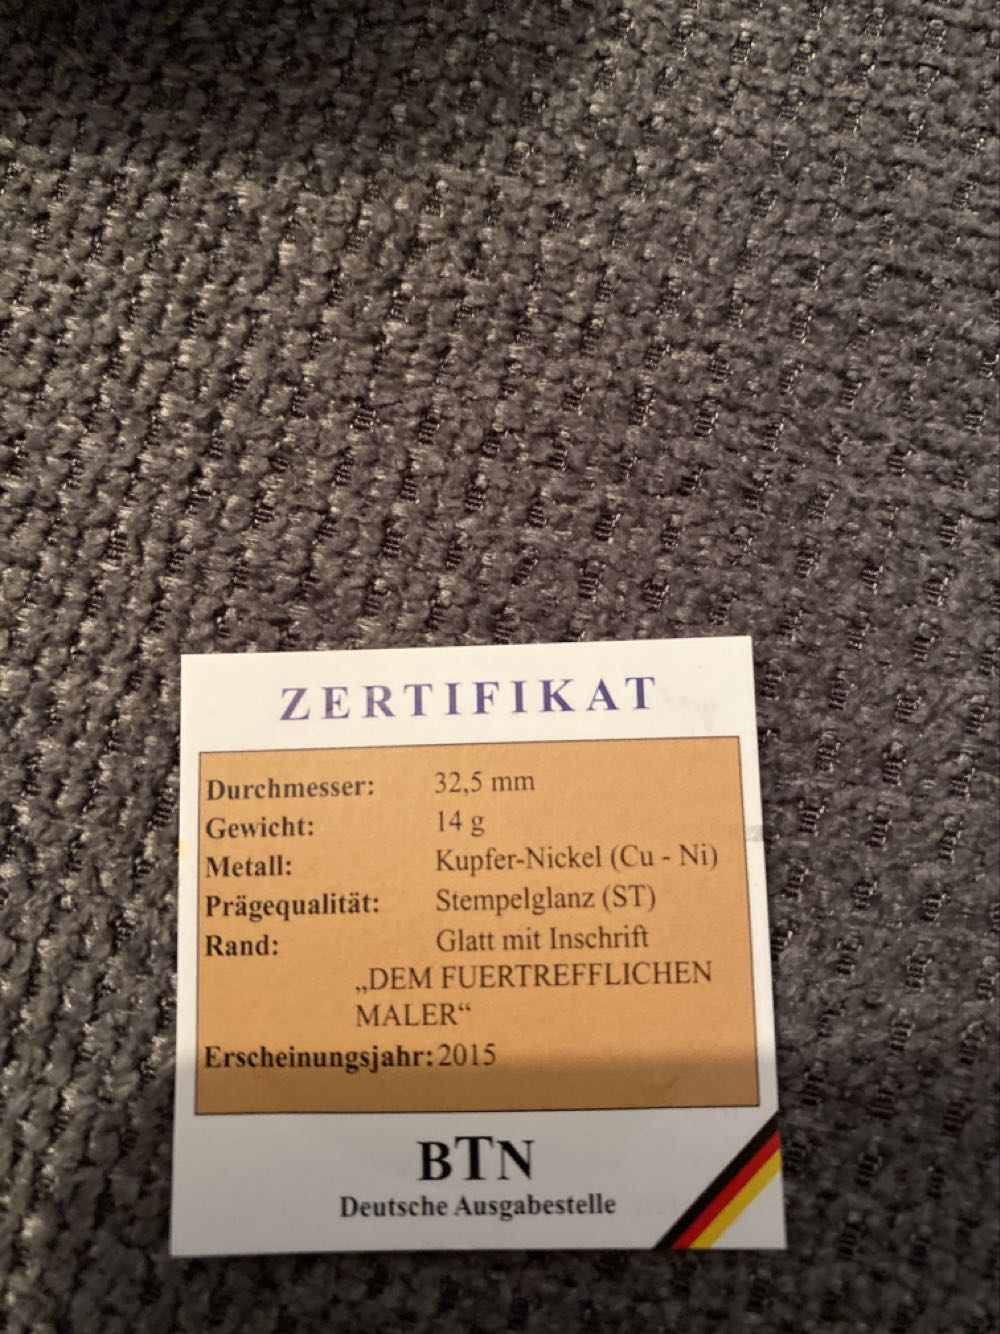 ZERTIFIKAT
Durchmesser: 32,5 mm
Gewicht: 14 g
Metall: Kupfer-Nickel (Cu - Ni)
Prägequalität: Stempelglanz (ST)
Rand: Glatt mit Inschrift
„DEM FUERTREFFLICHEN
MALER“
Erscheinungsjahr: 2015
BTN
Deutsche Ausgabestelle